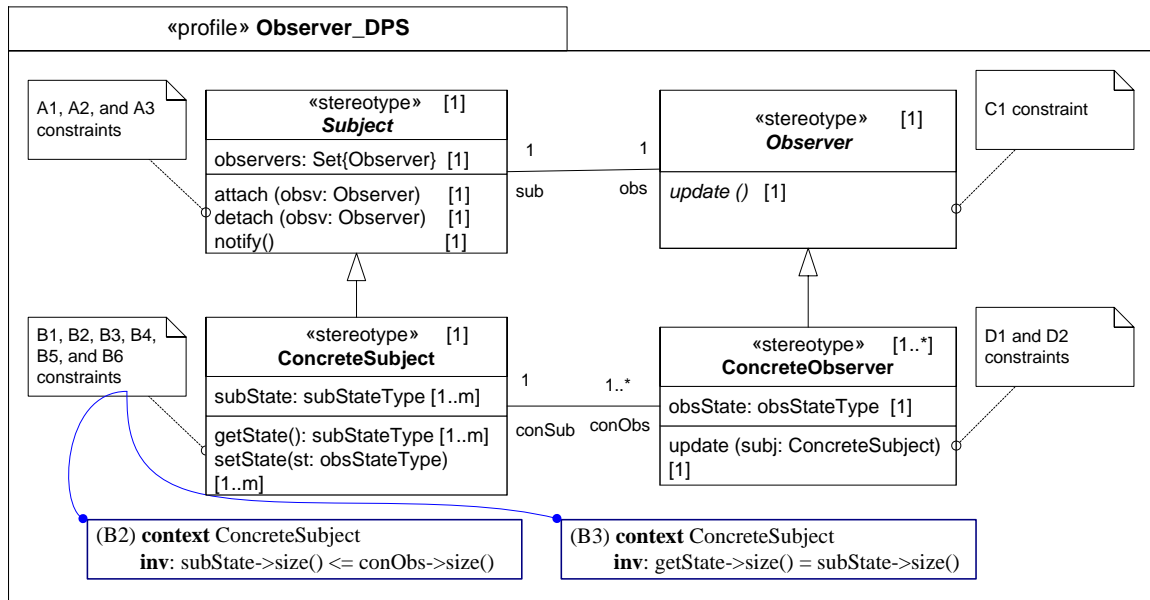 «profile» Observer_DPS
A1, A2, and A3
constraints
«stereotype» [1]
Subject
observers: Set{Observer} [1]
attach (obsv: Observer) [1]
detach (obsv: Observer) [1]
notify() [1]
1
sub
1
obs
«stereotype» [1]
Observer
update () [1]
C1 constraint
B1, B2, B3, B4,
B5, and B6
constraints
«stereotype» [1]
ConcreteSubject
subState: subStateType [1..m]
getState(): subStateType [1..m]
setState(st: obsStateType)
[1..m]
1
conSub
1..*
conObs
«stereotype» [1..*]
ConcreteObserver
obsState: obsStateType [1]
update (subj: ConcreteSubject)
[1]
D1 and D2
constraints
(B2) context ConcreteSubject
inv: subState->size() <= conObs->size()
(B3) context ConcreteSubject
inv: getState->size() = subState->size()